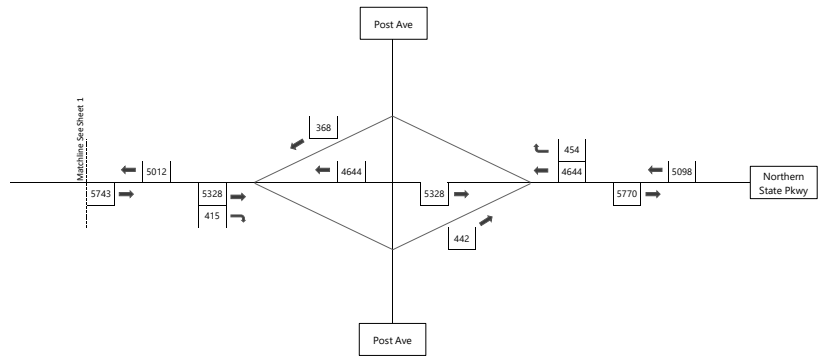 Post Ave
Matchline See Sheet 1
368
454
5012
4644
4644
5098
5743
5328
5328
5770
Northern
State Pkwy
415
442
Post Ave